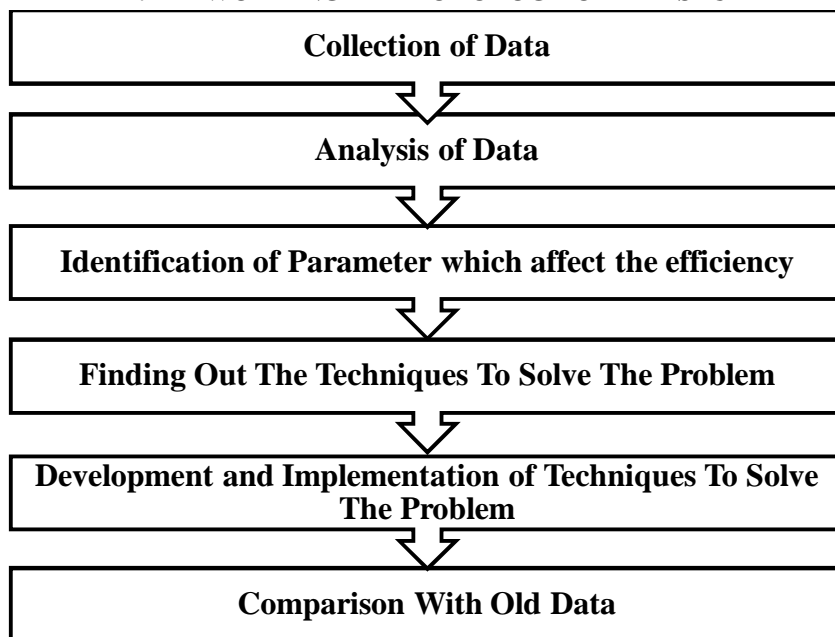 Collection of Data
Analysis of Data
Identification of Parameter which affect the efficiency
Finding Out The Techniques To Solve The Problem
Development and Implementation of Techniques To Solve
The Problem
Comparison With Old Data